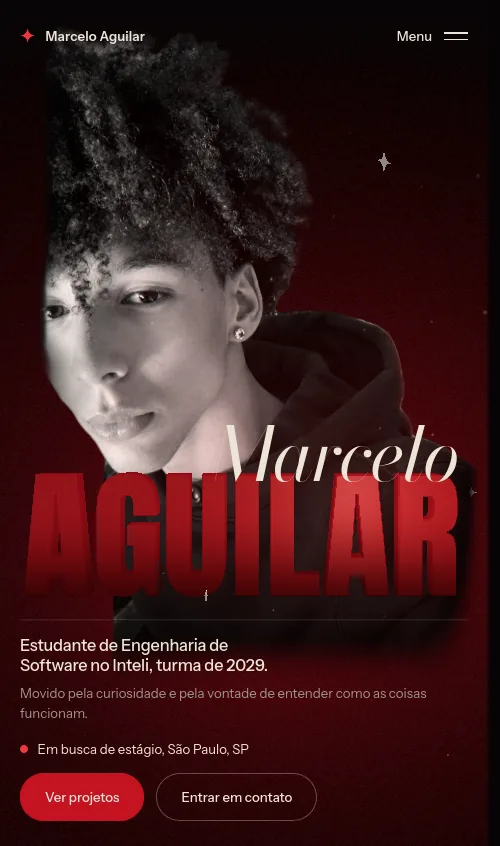 Marcelo Aguilar
Menu
Marcelo
AGUILAR
Estudante de Engenharia de
Software no Inteli, turma de 2029.
Movido pela curiosidade e pela vontade de entender como as coisas
funcionam.
Em busca de estágio, São Paulo, SP
Ver projetos
Entrar em contato